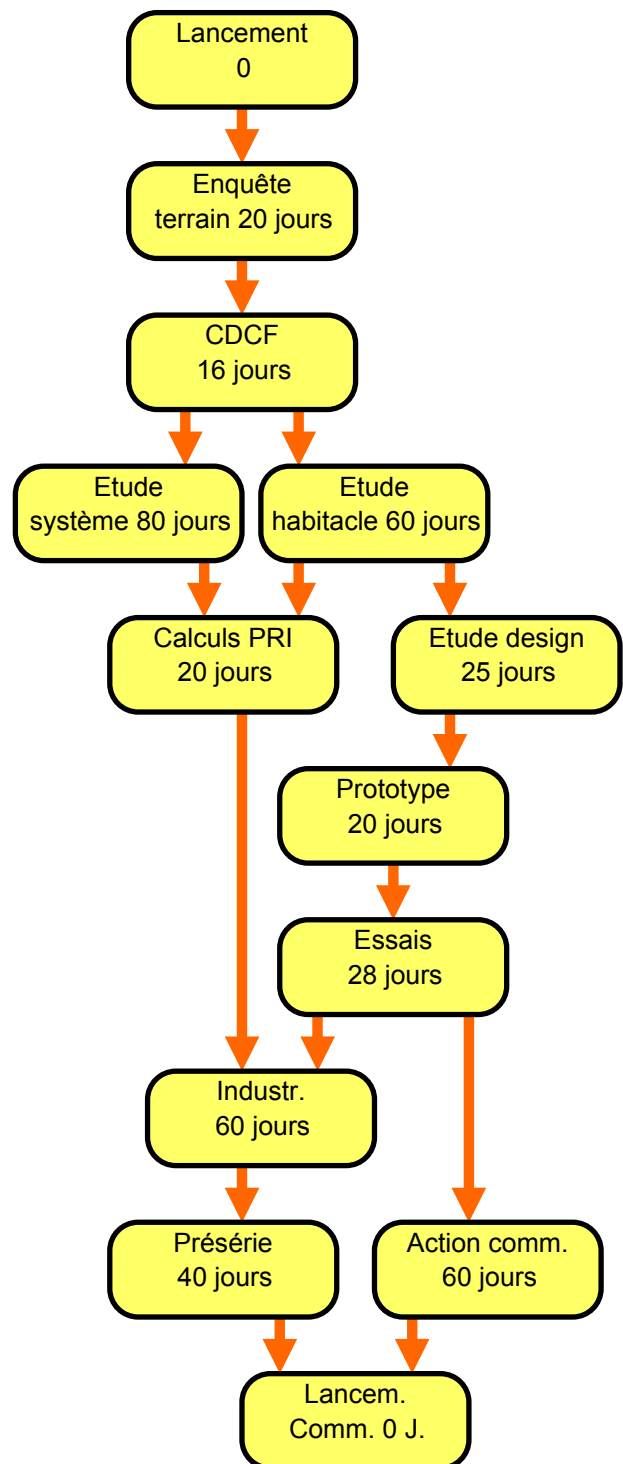 Lancement
0
Enquête
terrain 20 jours
CDCF
16 jours
Etude
système 80 jours
Etude
habitacle 60 jours
Calculs PRI
20 jours
Etude design
25 jours
Prototype
20 jours
Essais
28 jours
Industr.
60 jours
Présérie
40 jours
Action comm.
60 jours
Lancem.
Comm. 0 J.